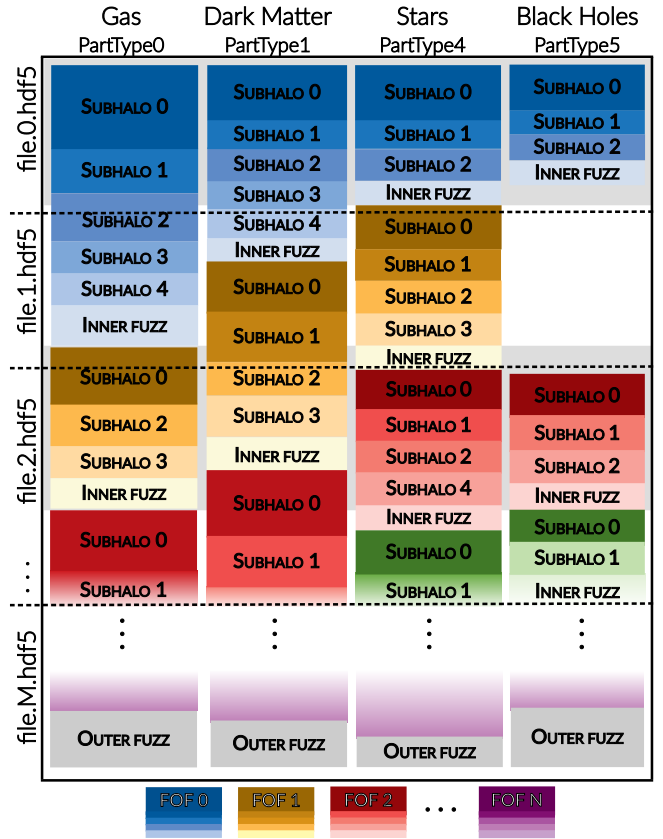 Gas
PartType0
Dark Matter
PartType1
Stars
PartType4
Black Holes
PartType5
file.0.hdf5
file.1.hdf5
file.2.hdf5
...
file.M.hdf5
SUBHALO 0
SUBHALO 1
SUBHALO 2
SUBHALO 3
SUBHALO 4
INNER FUZZ
SUBHALO 0
SUBHALO 2
SUBHALO 3
INNER FUZZ
SUBHALO 0
SUBHALO 1
⋮
OUTER FUZZ
SUBHALO 0
SUBHALO 1
SUBHALO 2
SUBHALO 3
SUBHALO 4
INNER FUZZ
SUBHALO 0
SUBHALO 1
SUBHALO 2
SUBHALO 3
INNER FUZZ
SUBHALO 0
SUBHALO 1
⋮
OUTER FUZZ
SUBHALO 0
SUBHALO 1
SUBHALO 2
INNER FUZZ
SUBHALO 0
SUBHALO 1
SUBHALO 2
SUBHALO 3
INNER FUZZ
SUBHALO 0
SUBHALO 1
SUBHALO 2
SUBHALO 4
INNER FUZZ
SUBHALO 0
SUBHALO 1
⋮
OUTER FUZZ
SUBHALO 0
SUBHALO 1
SUBHALO 2
INNER FUZZ
SUBHALO 0
SUBHALO 1
SUBHALO 2
INNER FUZZ
SUBHALO 0
SUBHALO 1
INNER FUZZ
⋮
OUTER FUZZ
FOF 0
FOF 1
FOF 2
...
FOF N